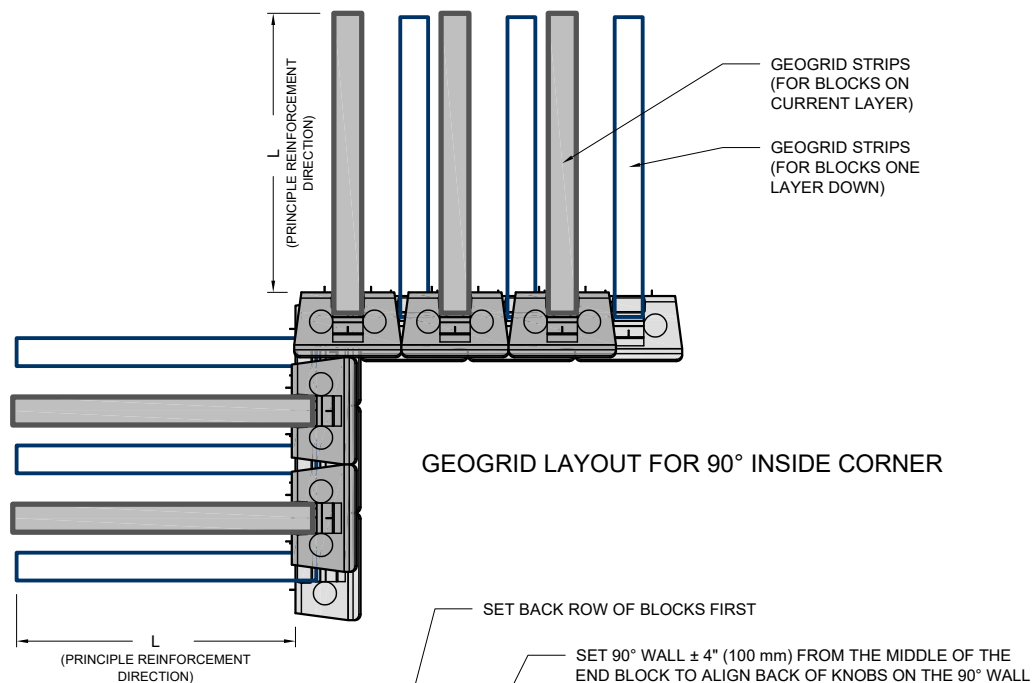 L
(PRINCIPLE REINFORCEMENT
DIRECTION)
GEOGRID STRIPS
(FOR BLOCKS ON
CURRENT LAYER)
GEOGRID STRIPS
(FOR BLOCKS ONE
LAYER DOWN)
GEOGRID LAYOUT FOR 90° INSIDE CORNER
L
(PRINCIPLE REINFORCEMENT
DIRECTION)
SET BACK ROW OF BLOCKS FIRST
SET 90° WALL ± 4" (100 mm) FROM THE MIDDLE OF THE
END BLOCK TO ALIGN BACK OF KNOBS ON THE 90° WALL